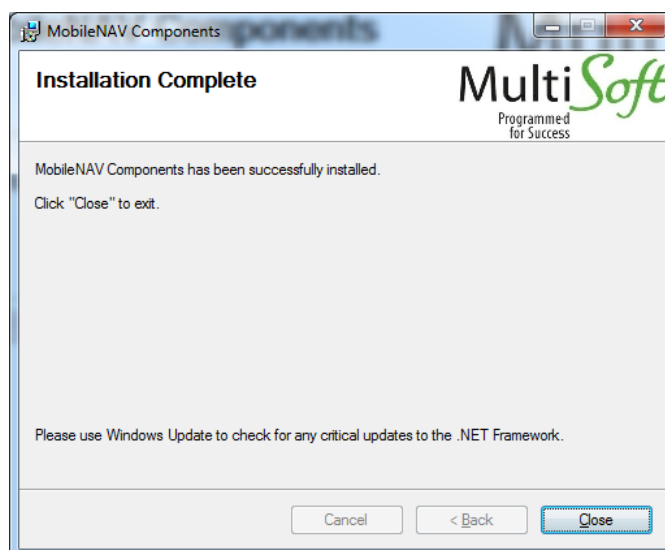 MobileNAV Components
Installation Complete
MultiSoft
Programmed
for Success
MobileNAV Components has been successfully installed.
Click "Close" to exit.
Please use Windows Update to check for any critical updates to the .NET Framework.
Cancel
< Back
Close